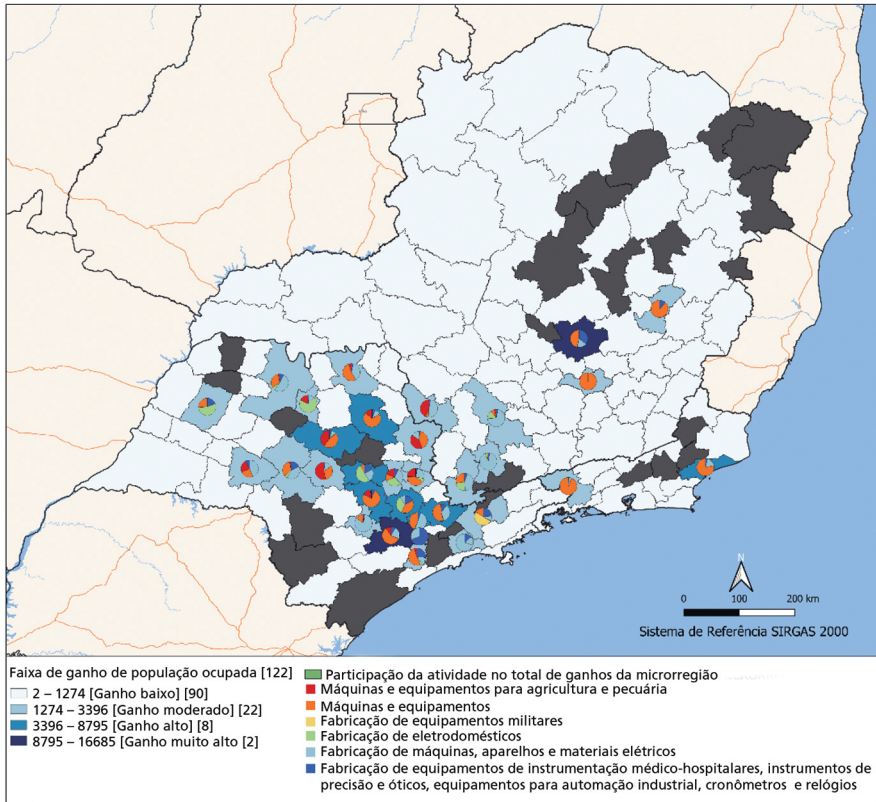 N
0 100 200 km
Sistema de Referência SIRGAS 2000
Faixa de ganho de população ocupada [122]
2 – 1274 [Ganho baixo] [90]
1274 – 3396 [Ganho moderado] [22]
3396 – 8795 [Ganho alto] [8]
8795 – 16685 [Ganho muito alto] [2]
Participação da atividade no total de ganhos da microrregião
Máquinas e equipamentos para agricultura e pecuária
Máquinas e equipamentos
Fabricação de equipamentos militares
Fabricação de eletrodomésticos
Fabricação de máquinas, aparelhos e materiais elétricos
Fabricação de equipamentos de instrumentação médico-hospitalares, instrumentos de
precisão e óticos, equipamentos para automação industrial, cronômetros e relógios